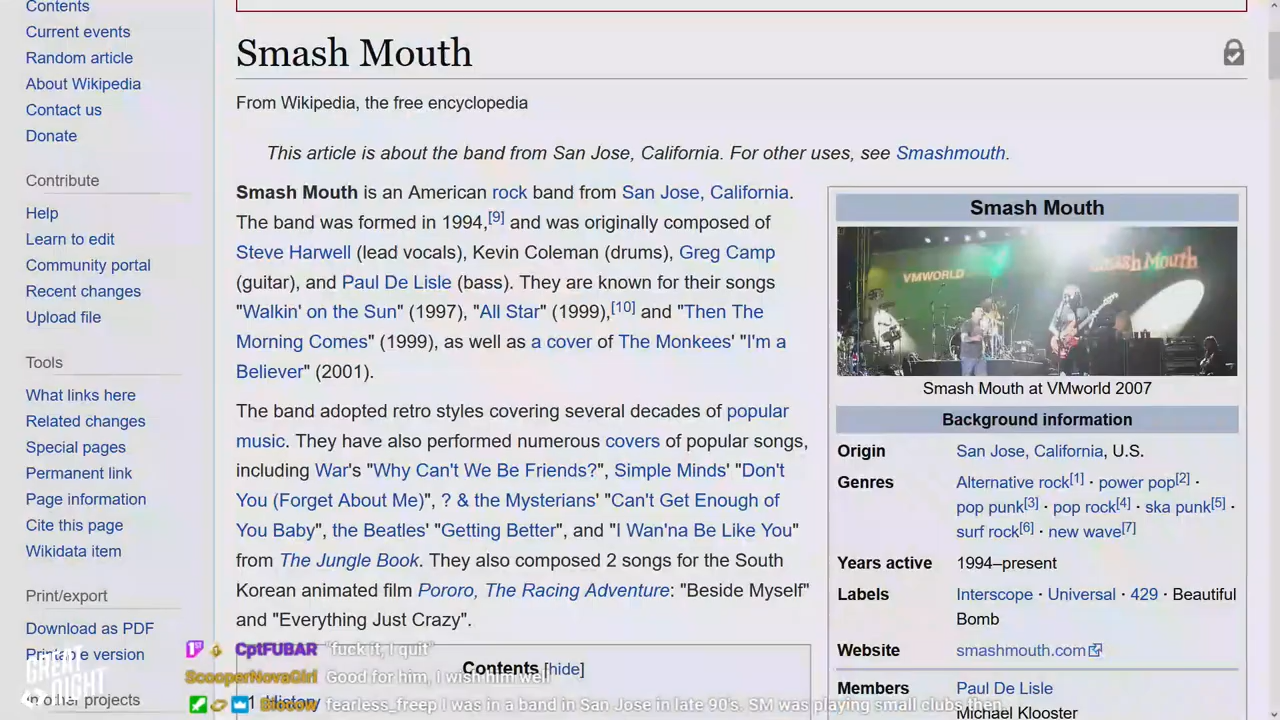 Contents
Current events
Random article
About Wikipedia
Contact us
Donate
Contribute
Help
Learn to edit
Community portal
Recent changes
Upload file
Tools
What links here
Related changes
Special pages
Permanent link
Page information
Cite this page
Wikidata item
Print/export
Download as PDF
Printable version
In other projects
Smash Mouth
From Wikipedia, the free encyclopedia
This article is about the band from San Jose, California. For other uses, see Smashmouth.
Smash Mouth is an American rock band from San Jose, California.
The band was formed in 1994,[9] and was originally composed of
Steve Harwell (lead vocals), Kevin Coleman (drums), Greg Camp
(guitar), and Paul De Lisle (bass). They are known for their songs
"Walkin' on the Sun" (1997), "All Star" (1999),[10] and "Then The
Morning Comes" (1999), as well as a cover of The Monkees' "I'm a
Believer" (2001).
The band adopted retro styles covering several decades of popular
music. They have also performed numerous covers of popular songs,
including War's "Why Can't We Be Friends?", Simple Minds' "Don't
You (Forget About Me)", ? & the Mysterians' "Can't Get Enough of
You Baby", the Beatles' "Getting Better", and "I Wan'na Be Like You"
from The Jungle Book. They also composed 2 songs for the South
Korean animated film Pororo, The Racing Adventure: "Beside Myself"
and "Everything Just Crazy".
Contents [hide]
1 History
Smash Mouth
VMWORLD
Smash Mouth
Smash Mouth at VMworld 2007
Background information
Origin San Jose, California, U.S.
Genres Alternative rock[1] · power pop[2] ·
pop punk[3] · pop rock[4] · ska punk[5] ·
surf rock[6] · new wave[7]
Years active 1994–present
Labels Interscope · Universal · 429 · Beautiful
Bomb
Website smashmouth.com
Members Paul De Lisle
Michael Klooster
CptFUBAR "fuck it, I quit"
ScooperNovaGirl Good for him, I wish him well
fearless_freep I was in a band in San Jose in late 90's. SM was playing small clubs then
GREAT
NIGHT